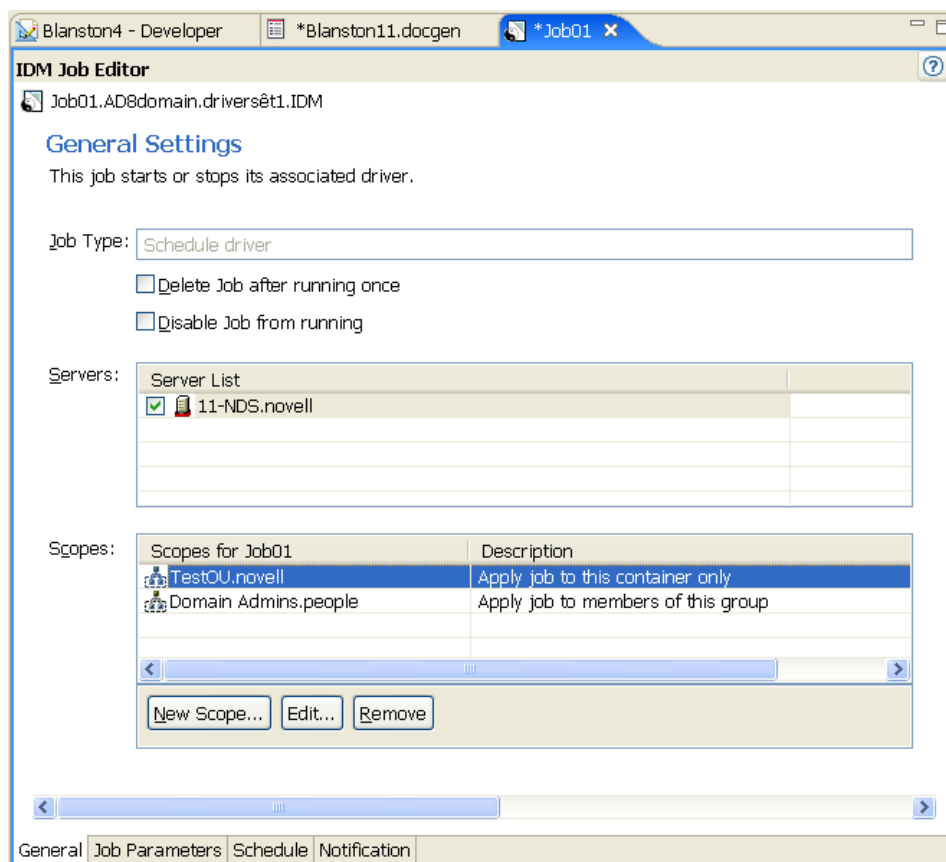 Blanston4 - Developer *Blanston11.docgen *Job01
IDM Job Editor
Job01.AD8domain.driversêt1.IDM
General Settings
This job starts or stops its associated driver.
Job Type: Schedule driver
Delete Job after running once
Disable Job from running
Servers: Server List
11-NDS.novell
Scopes: Scopes for Job01 Description
TestOU.novell Apply job to this container only
Domain Admins.people Apply job to members of this group
New Scope... Edit... Remove
General Job Parameters Schedule Notification